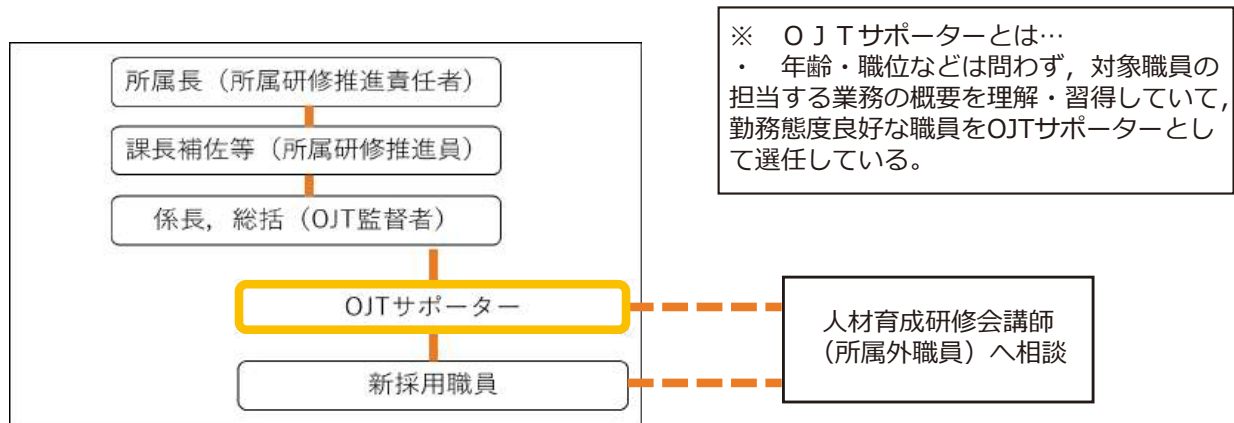 ※　ＯＪＴサポーターとは…
・　年齢・職位などは問わず，対象職員の
担当する業務の概要を理解・習得していて，
勤務態度良好な職員をOJTサポーターとし
て選任している。
所属長（所属研修推進責任者）
課長補佐等（所属研修推進員）
係長，総括（OJT監督者）
OJTサポーター
新採用職員
人材育成研修会講師
（所属外職員）へ相談